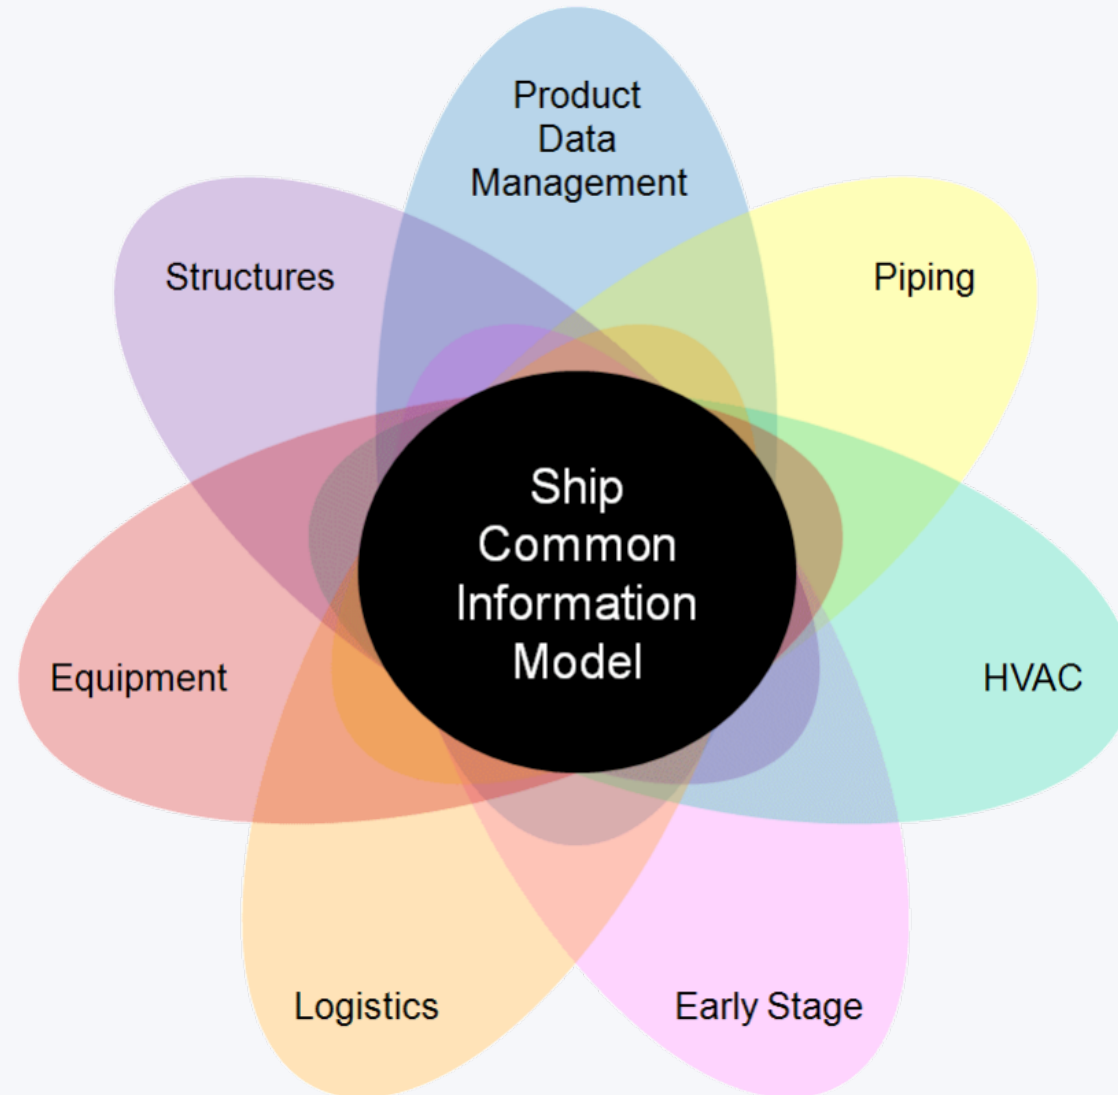 Product
Data
Management
Structures
Piping
Ship
Common
Information
Model
Equipment
HVAC
Logistics
Early Stage